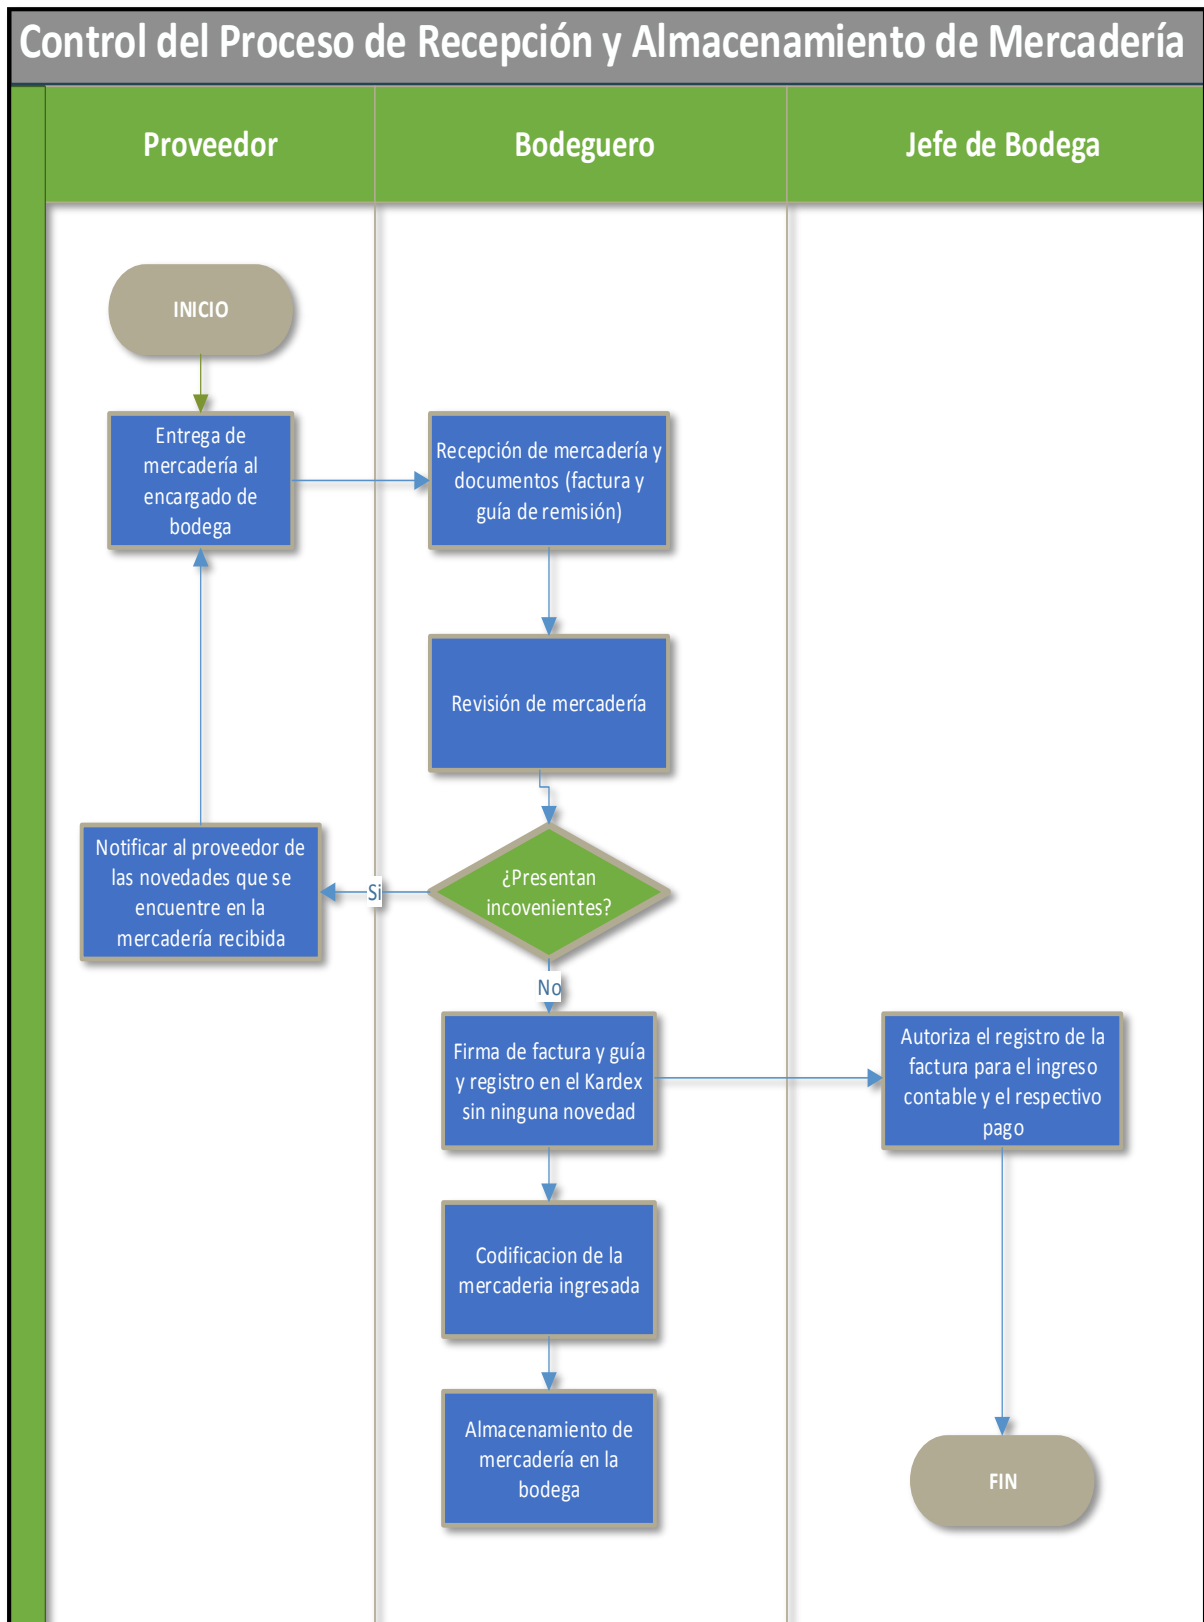 Control del Proceso de Recepción y Almacenamiento de Mercadería
Proveedor
Bodeguero
Jefe de Bodega
INICIO
Entrega de
mercadería al
encargado de
bodega
Recepción de mercadería y
documentos (factura y
guía de remisión)
Revisión de mercadería
¿Presentan
incovenientes?
Si
Notificar al proveedor de
las novedades que se
encuentre en la
mercadería recibida
No
Firma de factura y guía
y registro en el Kardex
sin ninguna novedad
Autoriza el registro de la
factura para el ingreso
contable y el respectivo
pago
Codificacion de la
mercaderia ingresada
Almacenamiento de
mercadería en la
bodega
FIN